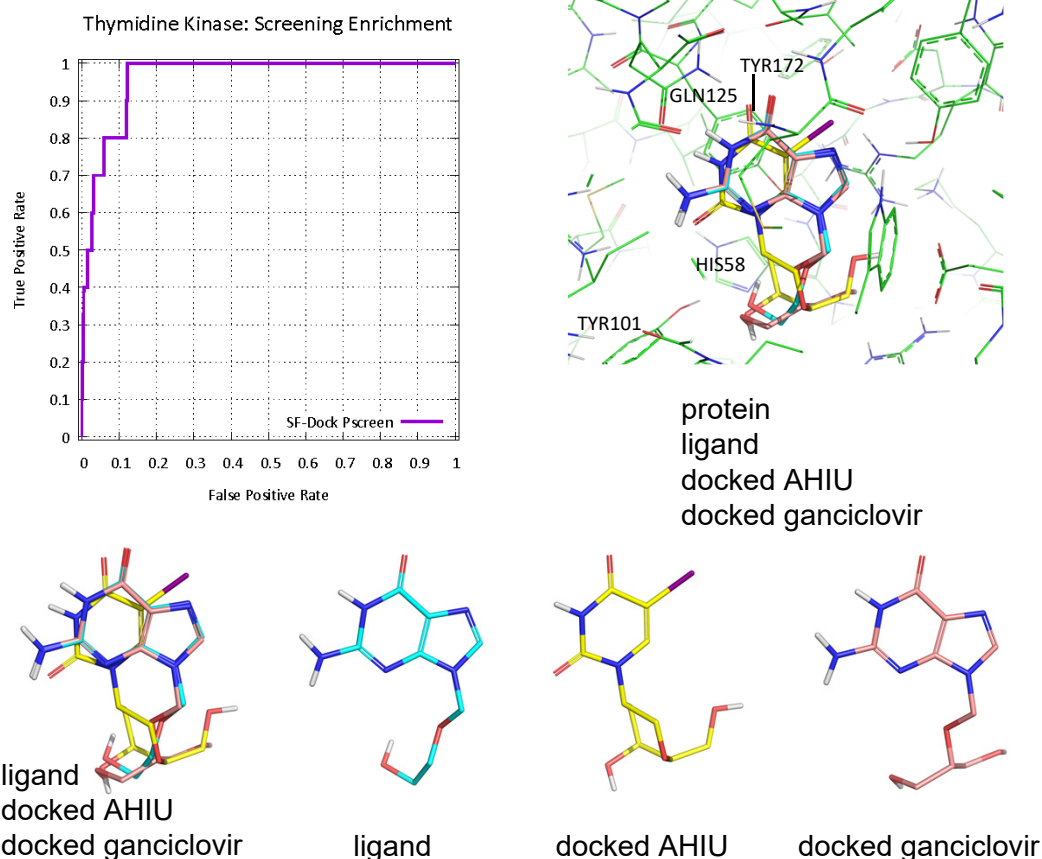 Thymidine Kinase: Screening Enrichment
1
0.9
0.8
0.7
0.6
0.5
0.4
0.3
0.2
0.1
0
True Positive Rate
SF-Dock Pscreen
0 0.1 0.2 0.3 0.4 0.5 0.6 0.7 0.8 0.9 1
False Positive Rate
TYR172
GLN125
HIS58
TYR101
protein
ligand
docked AHIU
docked ganciclovir
ligand
docked AHIU
docked ganciclovir
ligand
docked AHIU
docked ganciclovir